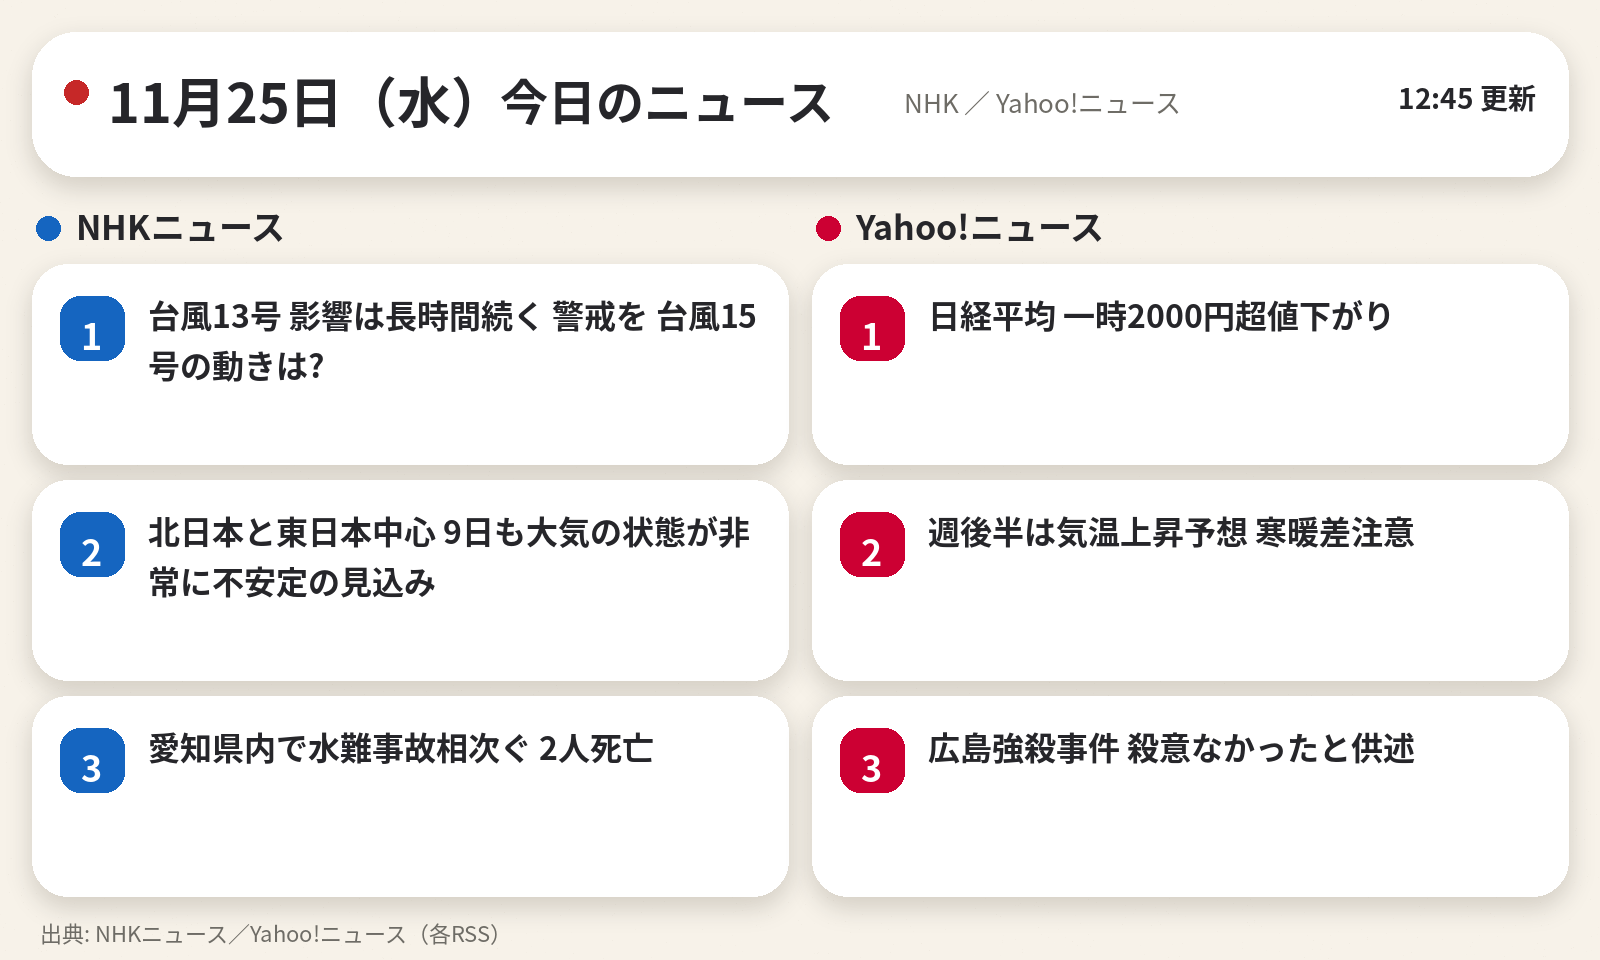 11月25日（水）今日のニュース
NHK ／ Yahoo!ニュース
12:45 更新
NHKニュース
1
台風13号 影響は長時間続く 警戒を 台風15
号の動きは?
2
北日本と東日本中心 9日も大気の状態が非
常に不安定の見込み
3
愛知県内で水難事故相次ぐ 2人死亡
Yahoo!ニュース
1
日経平均 一時2000円超値下がり
2
週後半は気温上昇予想 寒暖差注意
3
広島強殺事件 殺意なかったと供述
出典: NHKニュース／Yahoo!ニュース（各RSS）